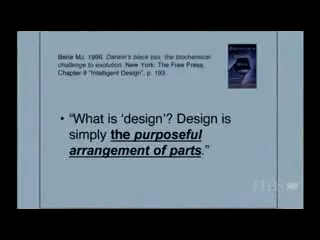 Behe MJ. 1996. Darwin's black box: the biochemical
challenge to evolution. New York: The Free Press,
Chapter 9 "Intelligent Design", p. 193.
• "What is 'design'? Design is
simply the purposeful
arrangement of parts."